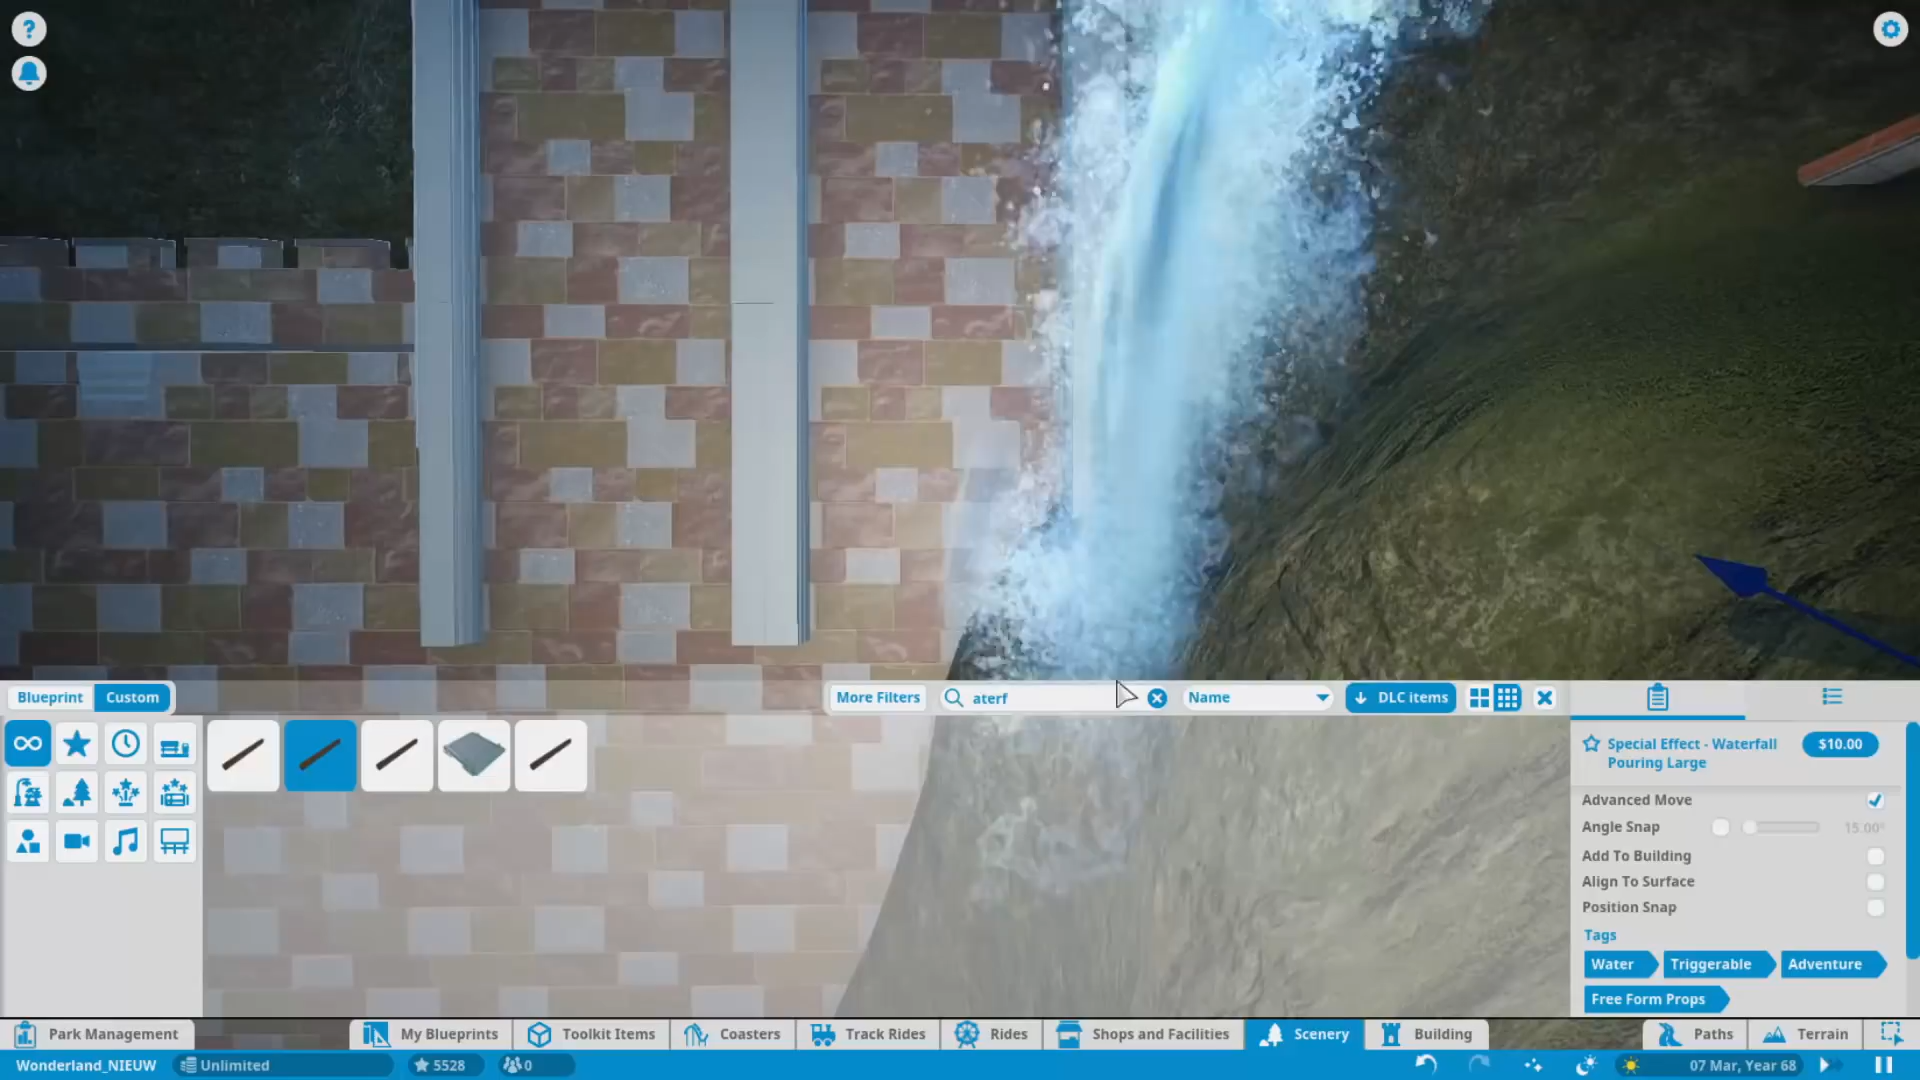 ?
Blueprint Custom More Filters aterf Name DLC items
Special Effect - Waterfall Pouring Large $10.00
Advanced Move
Angle Snap 15.00°
Add To Building
Align To Surface
Position Snap
Tags
Water Triggerable Adventure
Free Form Props
Park Management My Blueprints Toolkit Items Coasters Track Rides Rides Shops and Facilities Scenery Building Paths Terrain
Wonderland_NIEUW Unlimited 5528 0 07 Mar, Year 68